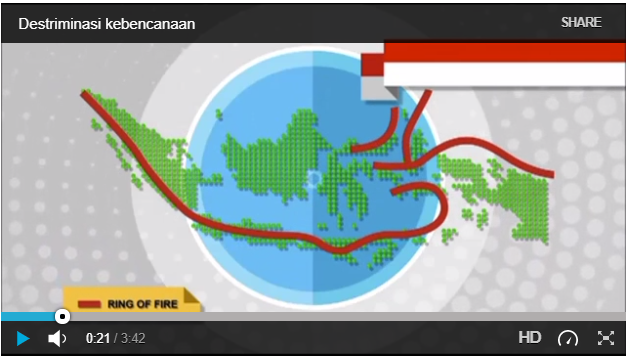 Destriminasi kebencanaan
SHARE
RING OF FIRE
0:21 / 3:42
HD